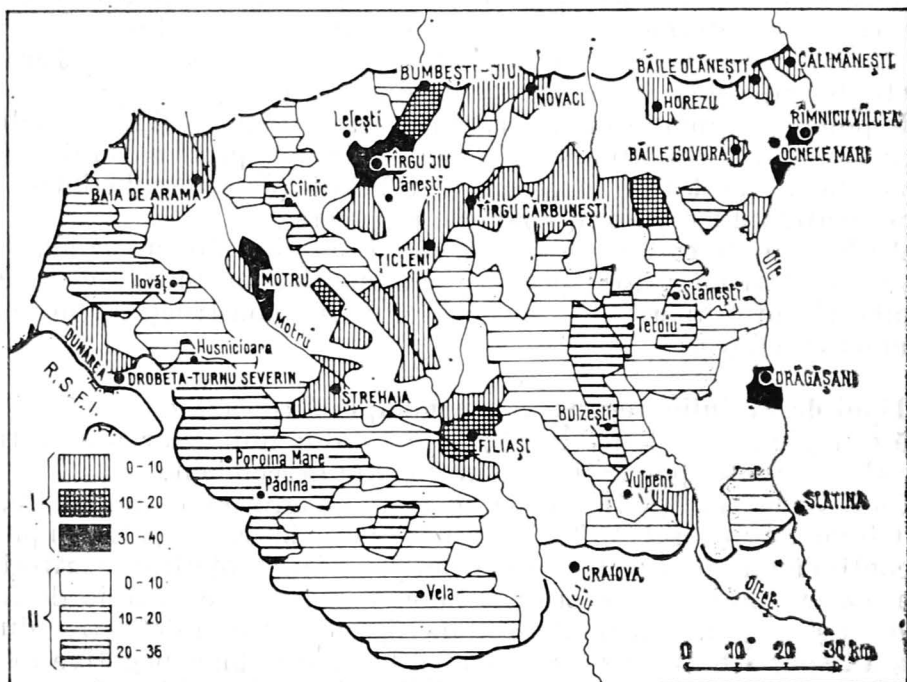 CĂLIMĂNEŞTI
BĂILE OLĂNEŞTI
BUMBEŞTI-JIU
NOVACI
HOREZU
Leleşti
RÎMNICU VÎLCEA
BĂILE GOVORA
OCNELE MARI
TÎRGU JIU
Dăneşti
BAIA DE ARAMĂ
Cîlnic
TÎRGU CĂRBUNEŞTI
ŢICLENI
Olt
MOTRU
Ilovăţ
Stăneşti
Motru
Tetoiu
Husnicioara
DUNĂREA
DROBETA-TURNU SEVERIN
DRĂGĂŞANI
R.S.F.I.
STREHAIA
Bulzeşti
FILIAŞI
Poroina Mare
Vulpeni
Pădina
SLATINA
I
0-10
10-20
30-40
II
0-10
10-20
20-35
CRAIOVA
Vela
Jiu
Olteţ
0 10 20 30 km